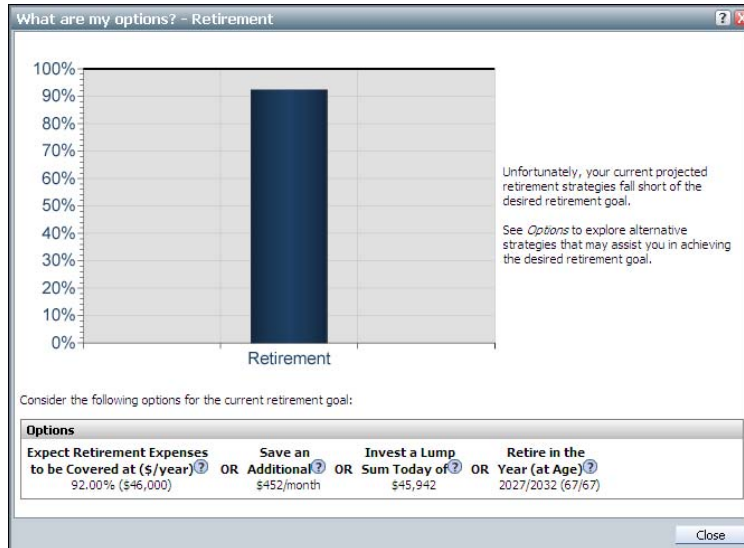 What are my options? - Retirement
?
100%
90%
80%
70%
60%
50%
40%
30%
20%
10%
0%
Retirement
Unfortunately, your current projected
retirement strategies fall short of the
desired retirement goal.
See Options to explore alternative
strategies that may assist you in achieving
the desired retirement goal.
Consider the following options for the current retirement goal:
Options
Expect Retirement Expenses Save an Invest a Lump Retire in the
to be Covered at ($/year)? OR Additional? OR Sum Today of? OR Year (at Age)?
92.00% ($46,000) $452/month $45,942 2027/2032 (67/67)
Close